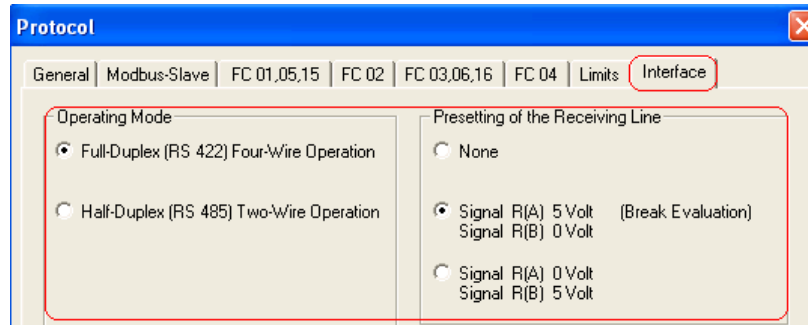 Protocol
General
Modbus-Slave
FC 01,05,15
FC 02
FC 03,06,16
FC 04
Limits
Interface
Operating Mode
Full-Duplex (RS 422) Four-Wire Operation
Half-Duplex (RS 485) Two-Wire Operation
Presetting of the Receiving Line
None
Signal R(A) 5 Volt (Break Evaluation)
Signal R(B) 0 Volt
Signal R(A) 0 Volt
Signal R(B) 5 Volt